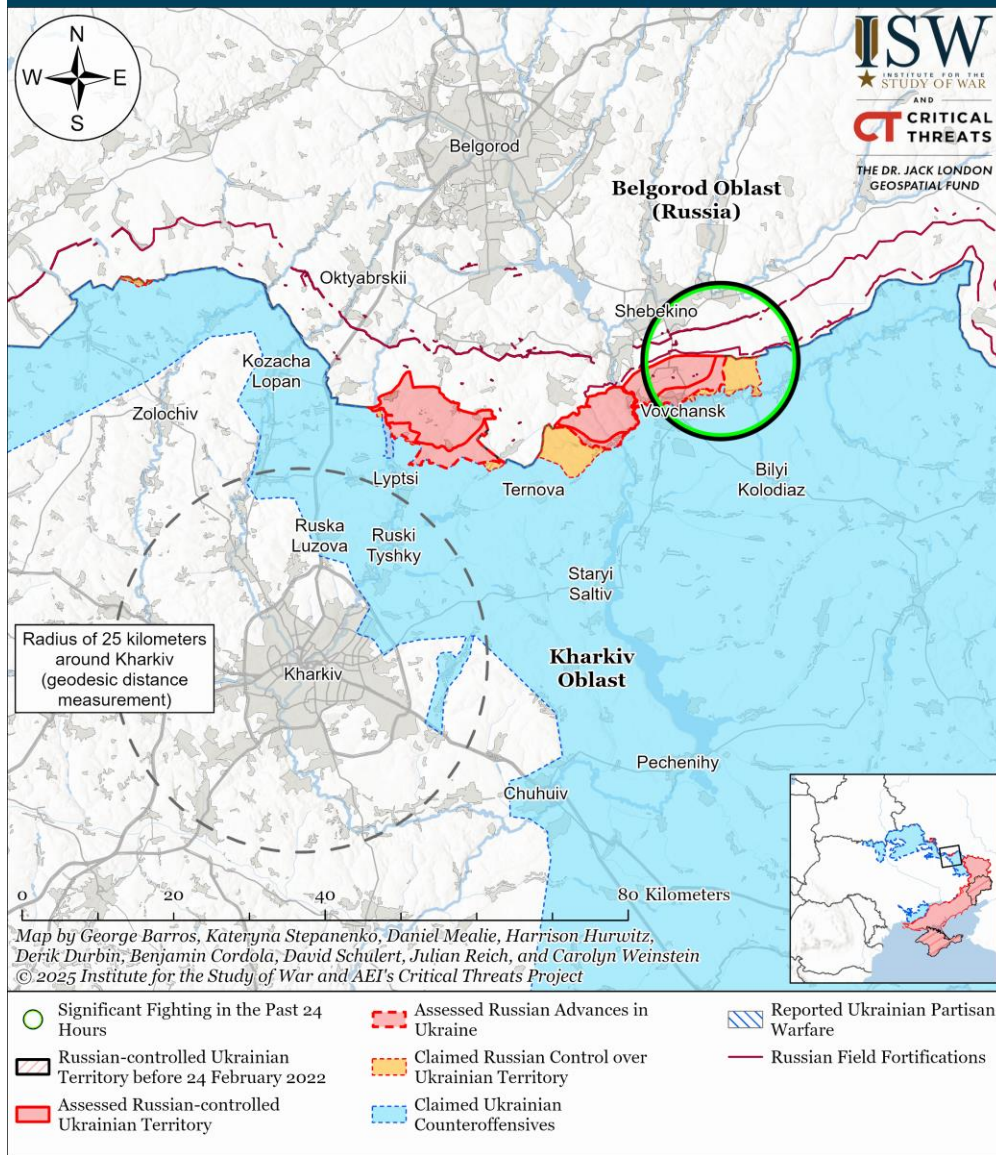 N
W
E
S
ISW
INSTITUTE FOR THE
STUDY OF WAR
AND
CT CRITICAL
THREATS
THE DR. JACK LONDON
GEOSPATIAL FUND
Belgorod
Belgorod Oblast
(Russia)
Oktyabrskii
Shebekino
Kozacha
Lopan
Zolochiv
Vovchansk
Lyptsi
Ternova
Bilyi
Kolodiaz
Ruska
Luzova
Ruski
Tyshky
Staryi
Saltiv
Radius of 25 kilometers
around Kharkiv
(geodesic distance
measurement)
Kharkiv
Kharkiv
Oblast
Pechenihy
Chuhuiv
0 20 40 80 Kilometers
Map by George Barros, Kateryna Stepanenko, Daniel Mealie, Harrison Hurwitz,
Derik Durbin, Benjamin Cordola, David Schulert, Julian Reich, and Carolyn Weinstein
© 2025 Institute for the Study of War and AEI's Critical Threats Project
Significant Fighting in the Past 24
Hours
Russian-controlled Ukrainian
Territory before 24 February 2022
Assessed Russian-controlled
Ukrainian Territory
Assessed Russian Advances in
Ukraine
Claimed Russian Control over
Ukrainian Territory
Claimed Ukrainian
Counteroffensives
Reported Ukrainian Partisan
Warfare
Russian Field Fortifications